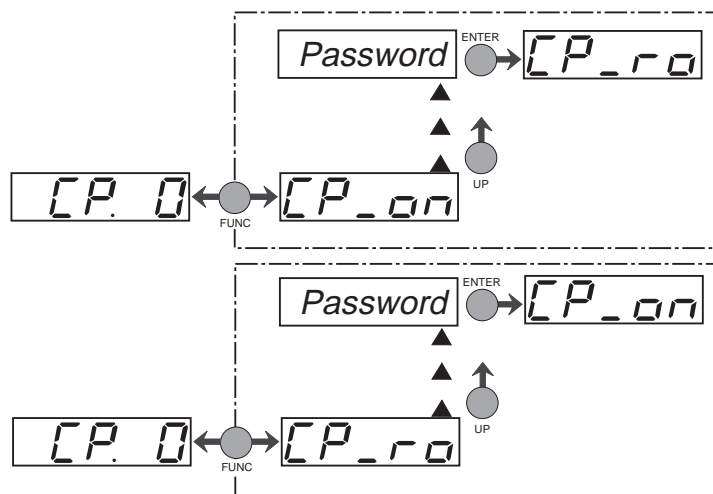 ENTER
Password CP_ro
UP
CP. 0 CP_on
FUNC
ENTER
Password CP_on
UP
CP. 0 CP_ro
FUNC